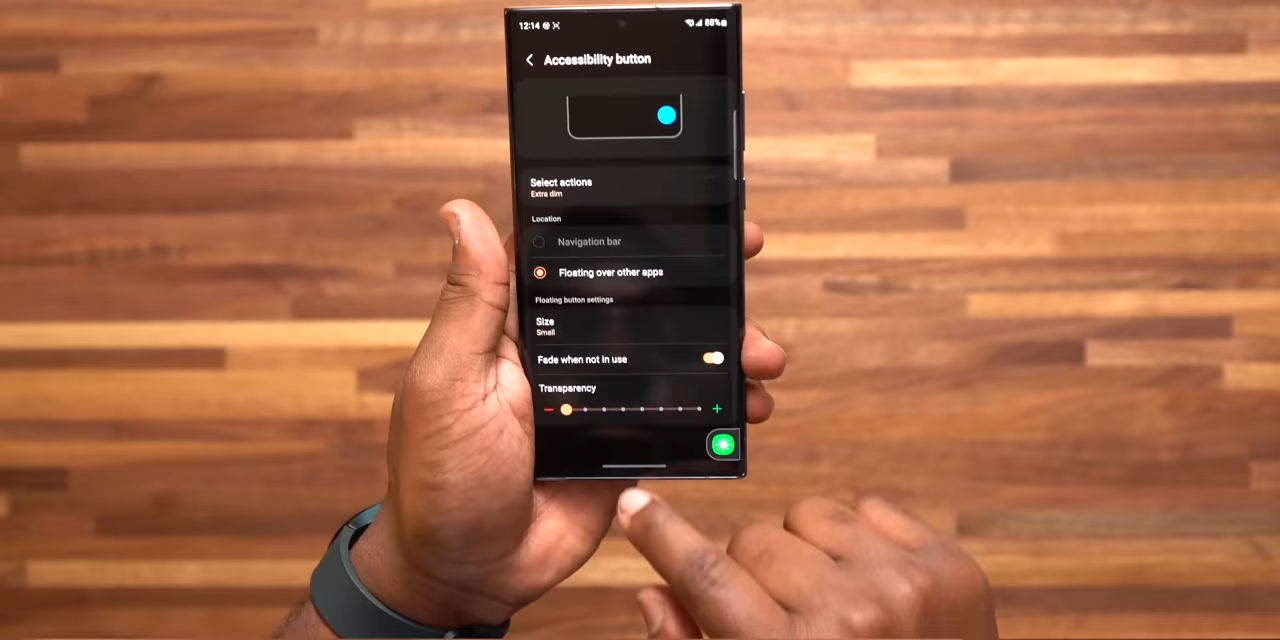 12:14 88%
Accessibility button
Select actions
Extra dim
Location
Navigation bar
Floating over other apps
Floating button settings
Size
Small
Fade when not in use
Transparency